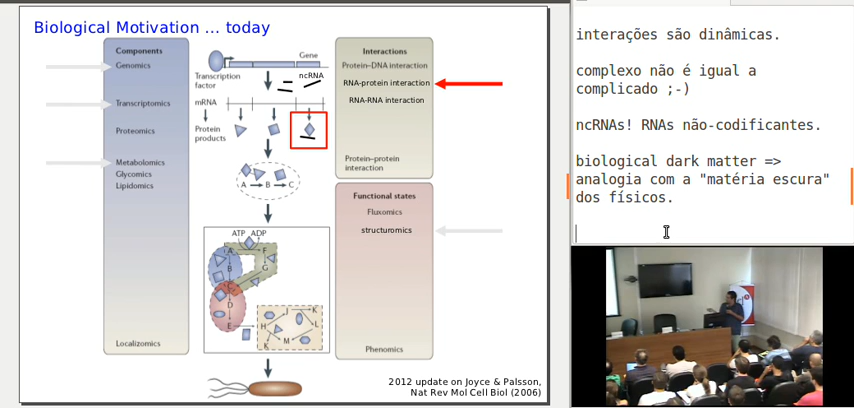 Biological Motivation ... today
Components
Genomics
Transcriptomics
Proteomics
Metabolomics
Glycomics
Lipidomics
Localizomics
Gene
Transcription
factor
ncRNA
mRNA
Protein
products
A B C
ATP ADP
A
F
B
G
C
D
E
H
J
K
L
K
M
Interactions
Protein–DNA interaction
RNA-protein interaction
RNA-RNA interaction
Protein–protein
interaction
Functional states
Fluxomics
structuromics
Phenomics
2012 update on Joyce & Palsson,
Nat Rev Mol Cell Biol (2006)
interações são dinâmicas.
complexo não é igual a
complicado ;-)
ncRNAs! RNAs não-codificantes.
biological dark matter =>
analogia com a "matéria escura"
dos físicos.